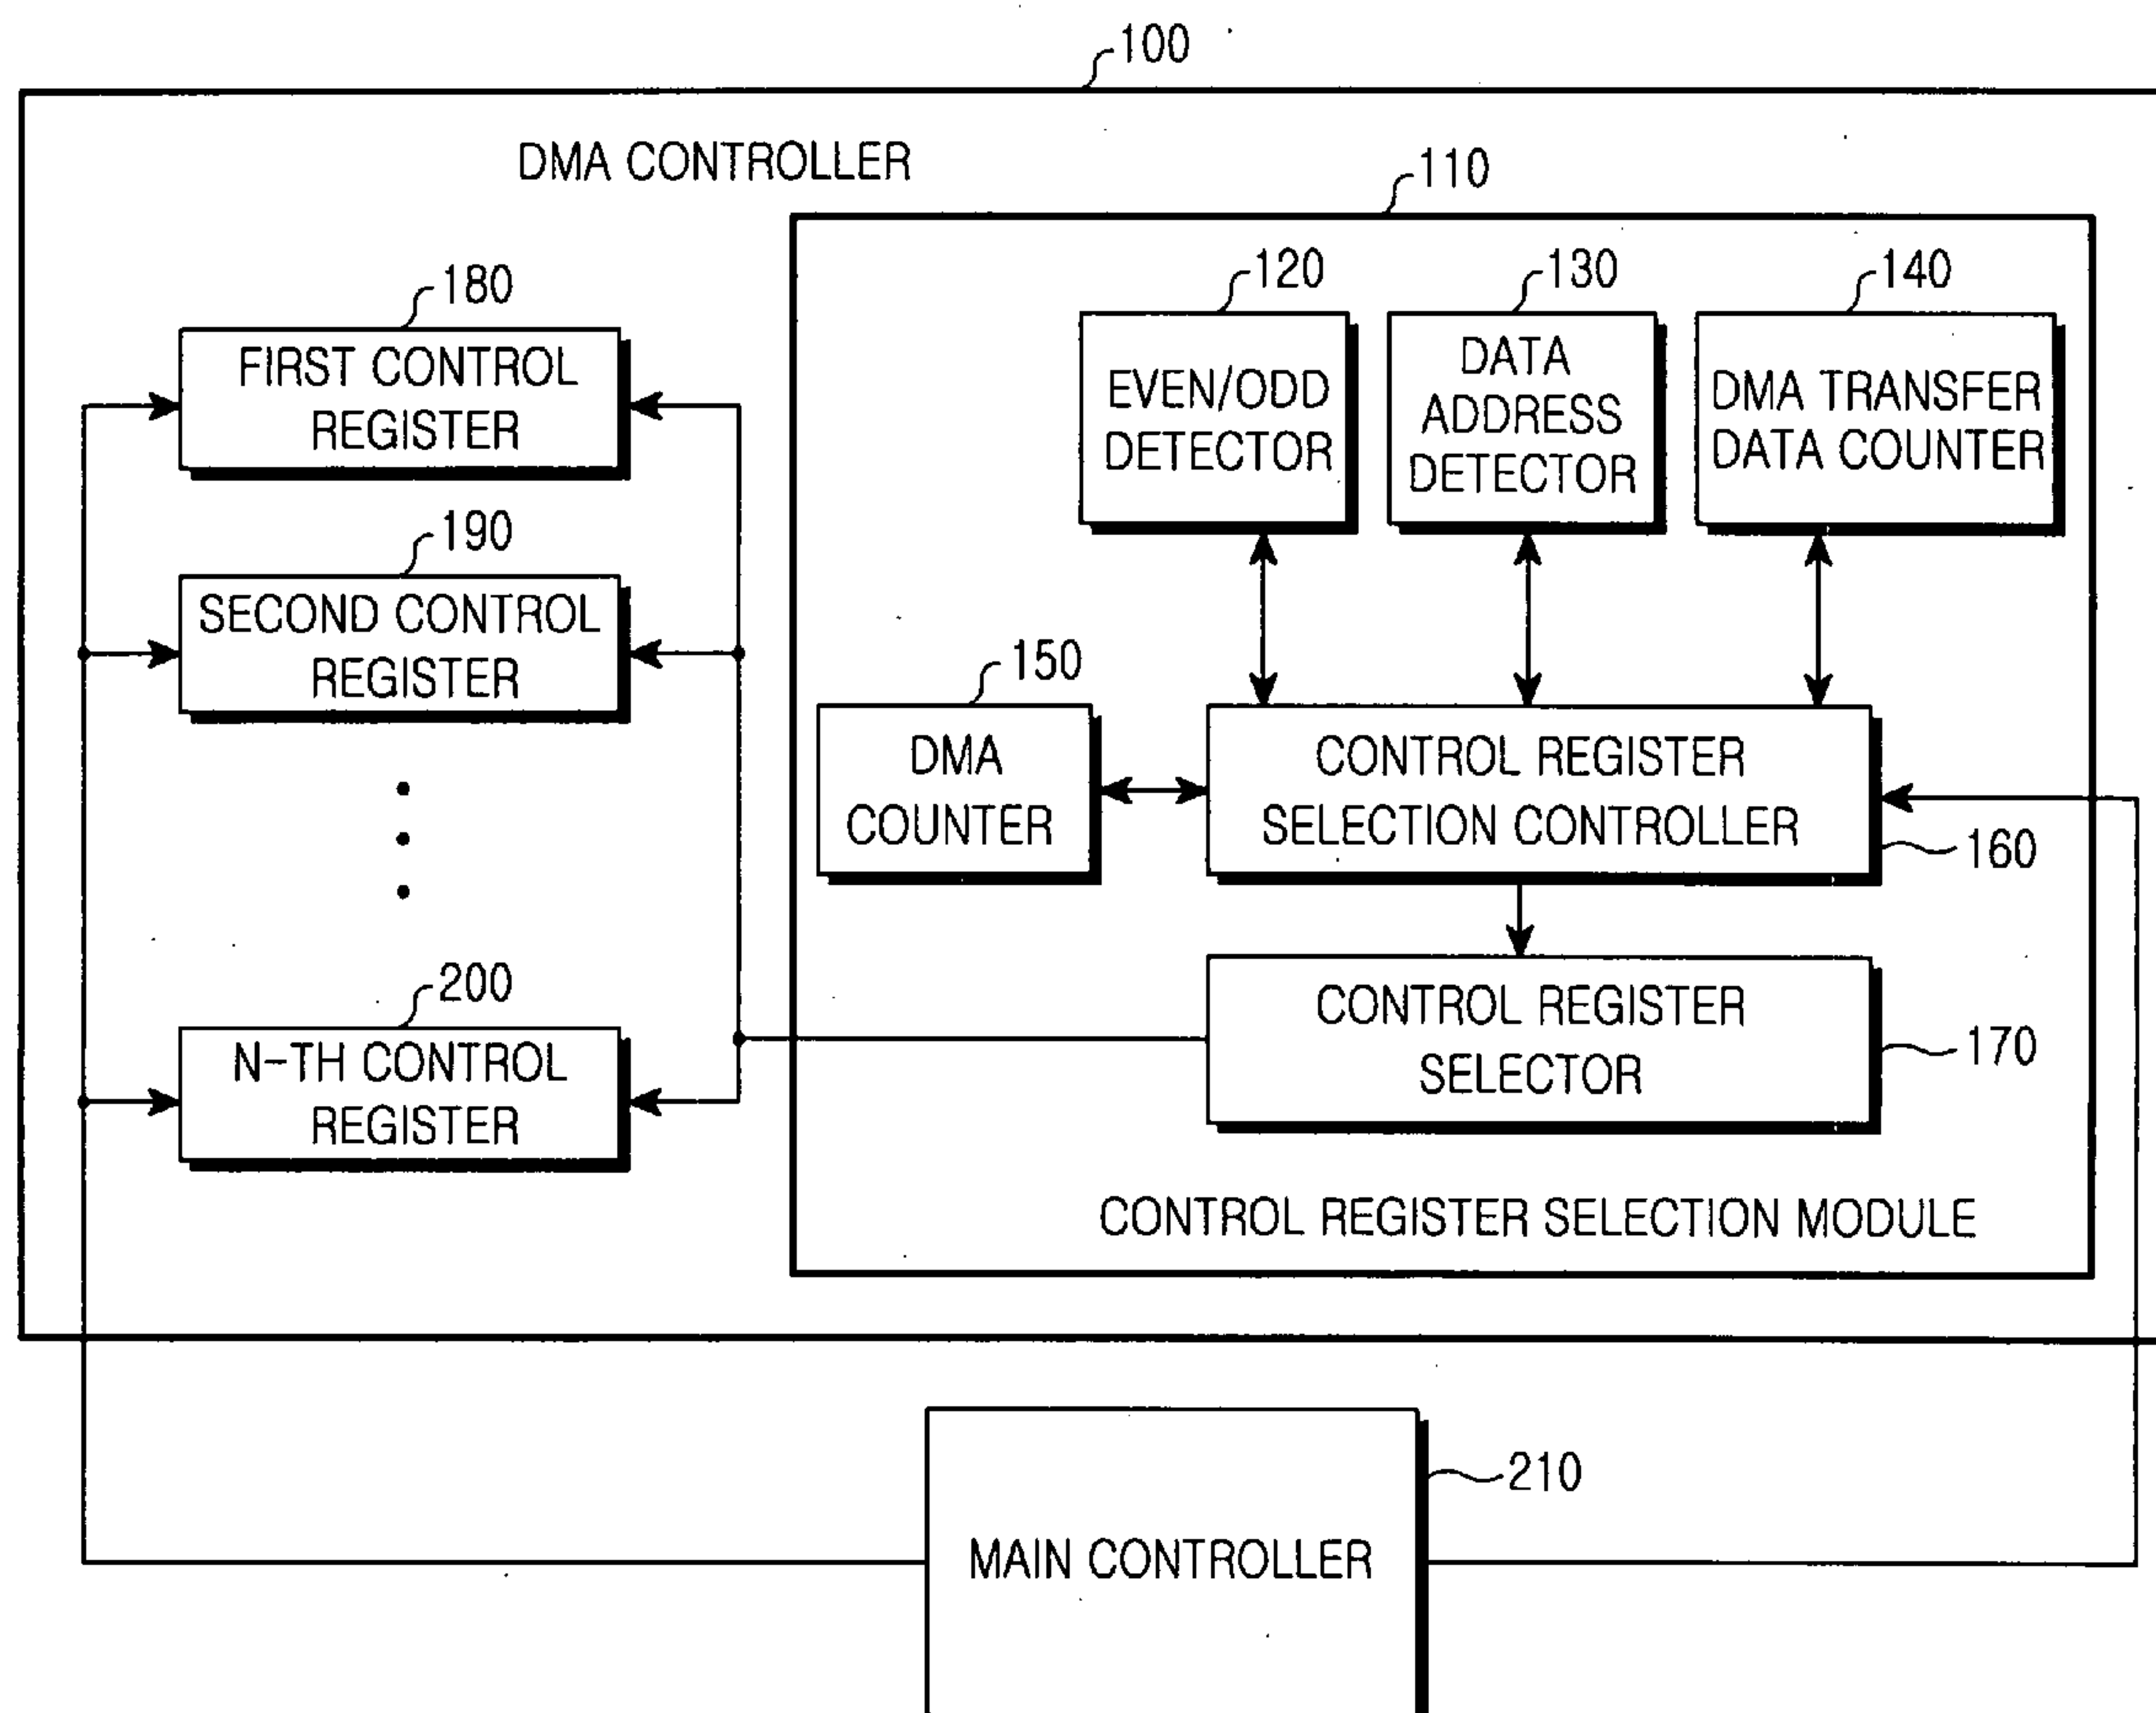 100
DMA CONTROLLER
110
180
FIRST CONTROL
REGISTER
190
SECOND CONTROL
REGISTER
200
N-TH CONTROL
REGISTER
120
EVEN/ODD
DETECTOR
130
DATA
ADDRESS
DETECTOR
140
DMA TRANSFER
DATA COUNTER
150
DMA
COUNTER
CONTROL REGISTER
SELECTION CONTROLLER
160
CONTROL REGISTER
SELECTOR
170
CONTROL REGISTER SELECTION MODULE
210
MAIN CONTROLLER